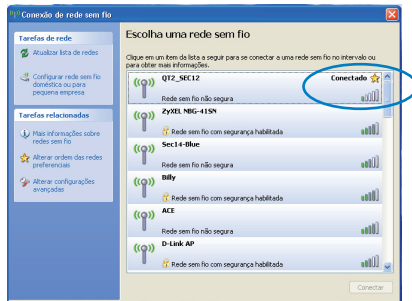 Conexão de rede sem fio
Tarefas de rede
Atualizar lista de redes
Configurar rede sem fio
doméstica ou para
pequena empresa
Tarefas relacionadas
Mais informações sobre
redes sem fio
Alterar ordem das redes
preferenciais
Alterar configurações
avançadas
Escolha uma rede sem fio
Clique em um item da lista a seguir para se conectar a uma rede sem fio no intervalo ou
para obter mais informações.
QT2_SEC12 Conectado
Rede sem fio não segura
ZyXEL NBG-415N
Rede sem fio com segurança habilitada
Sec14-Blue
Rede sem fio não segura
Billy
Rede sem fio com segurança habilitada
ACE
Rede sem fio não segura
D-Link AP
Rede sem fio com segurança habilitada
Conectar